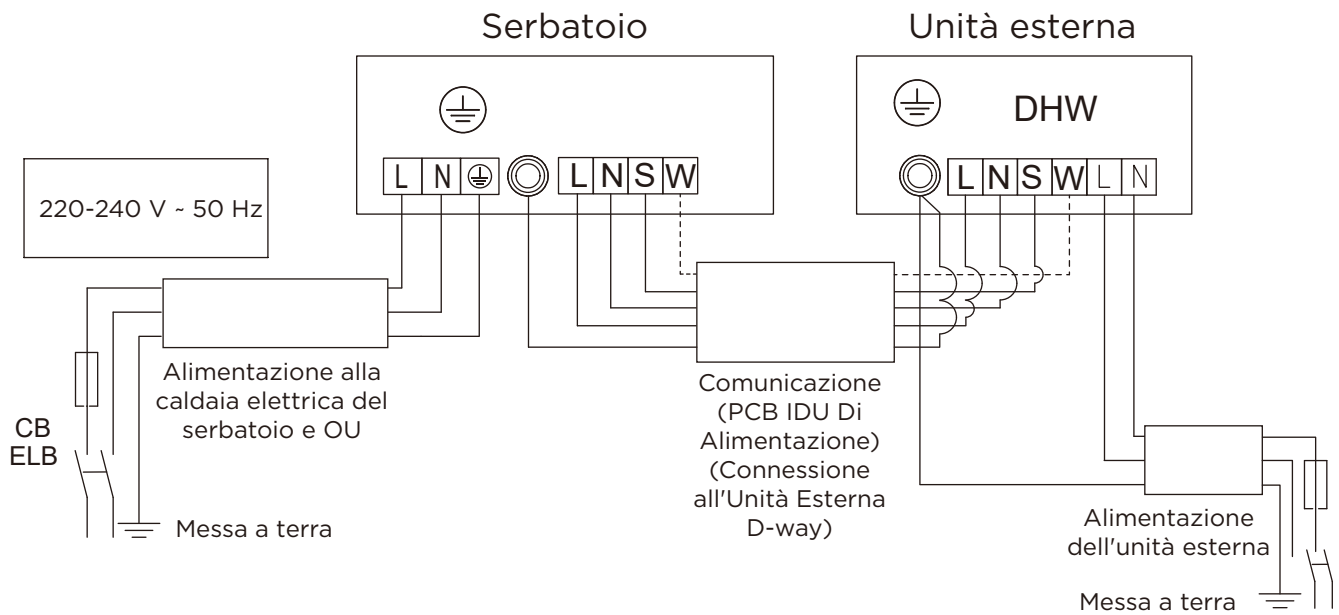 Serbatoio
Unità esterna
DHW
L N
L N S W
L N S W L N
220-240 V ~ 50 Hz
Alimentazione alla
caldaia elettrica del
serbatoio e OU
Comunicazione
(PCB IDU Di
Alimentazione)
(Connessione
all'Unità Esterna
D-way)
CB
ELB
Messa a terra
Alimentazione
dell'unità esterna
Messa a terra